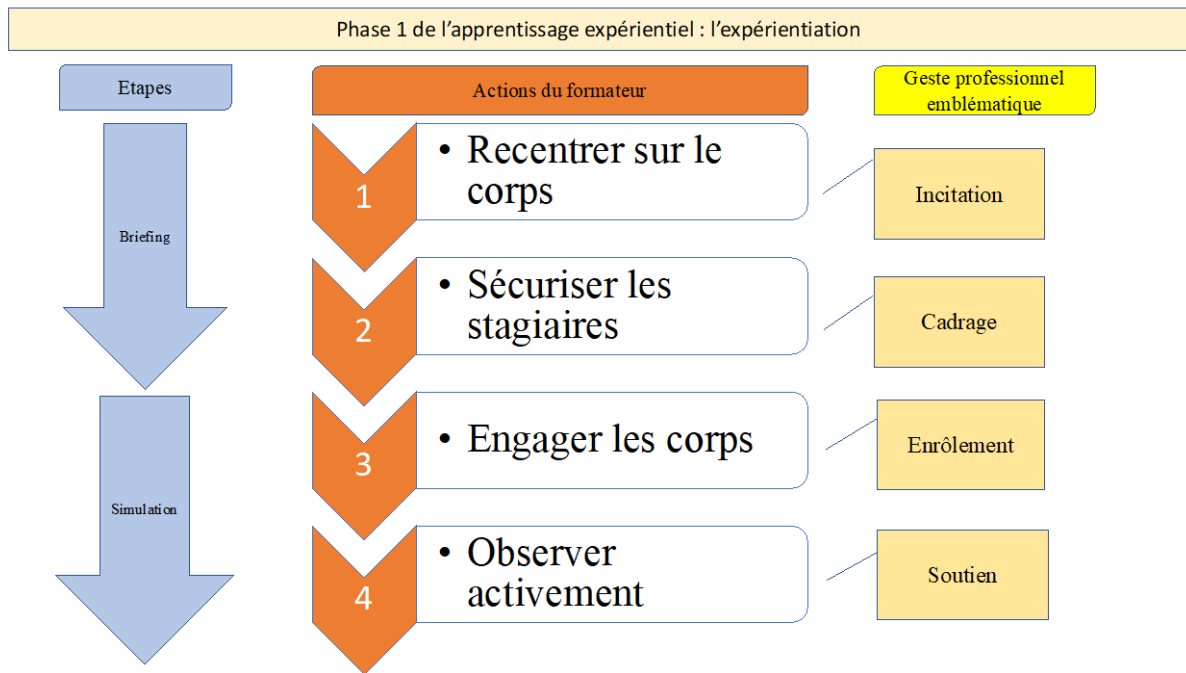 Phase 1 de l’apprentissage expérientiel : l’expérientiation
Etapes
Actions du formateur
Geste professionnel
emblématique
Briefing
1
• Recentrer sur le
corps
Incitation
2
• Sécuriser les
stagiaires
Cadrage
Simulation
3
• Engager les corps
Enrôlement
4
• Observer
activement
Soutien